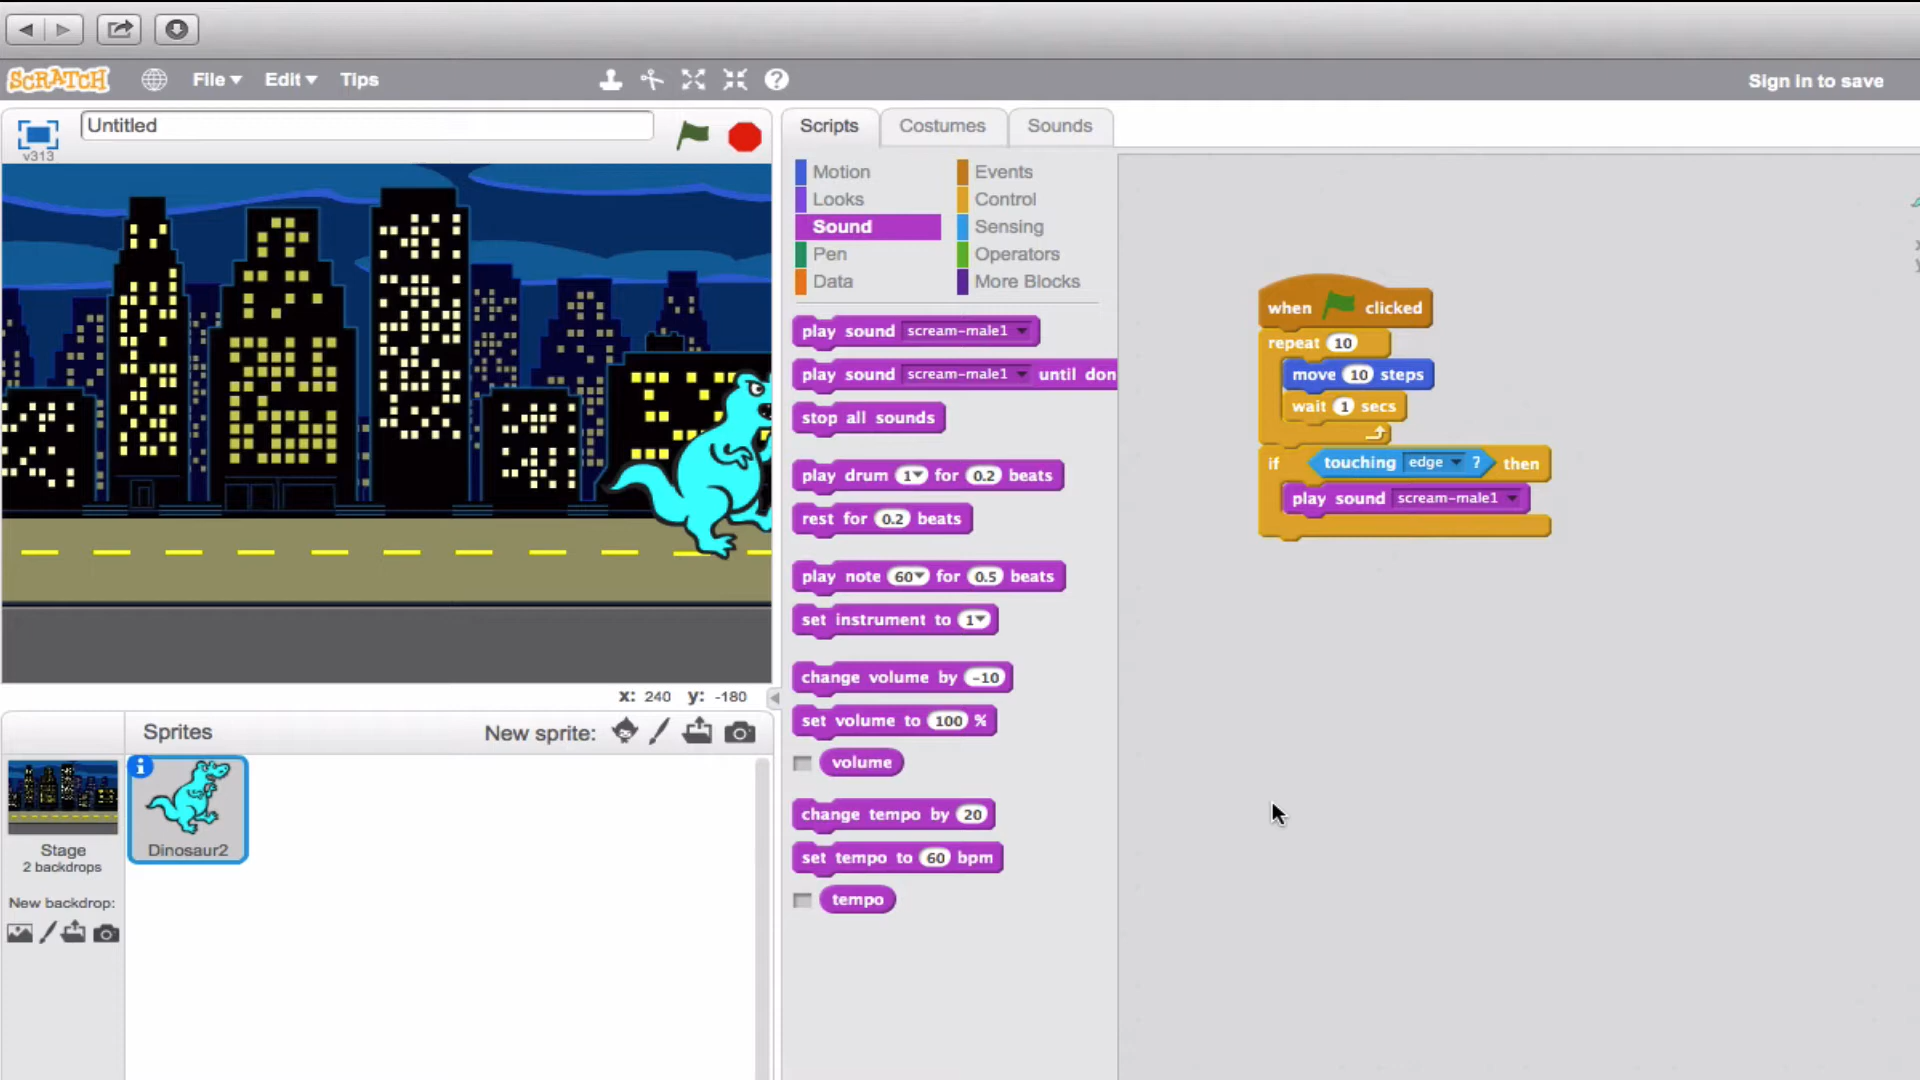 SCRATCH File Edit Tips Sign in to save
Untitled
v313
Scripts Costumes Sounds
Motion Events
Looks Control
Sound Sensing
Pen Operators
Data More Blocks
play sound scream-male1
play sound scream-male1 until don
stop all sounds
play drum 1 for 0.2 beats
rest for 0.2 beats
play note 60 for 0.5 beats
set instrument to 1
change volume by -10
set volume to 100 %
volume
change tempo by 20
set tempo to 60 bpm
tempo
when clicked
repeat 10
move 10 steps
wait 1 secs
if touching edge ? then
play sound scream-male1
x: 240 y: -180
Sprites New sprite:
i
Dinosaur2
Stage
2 backdrops
New backdrop: